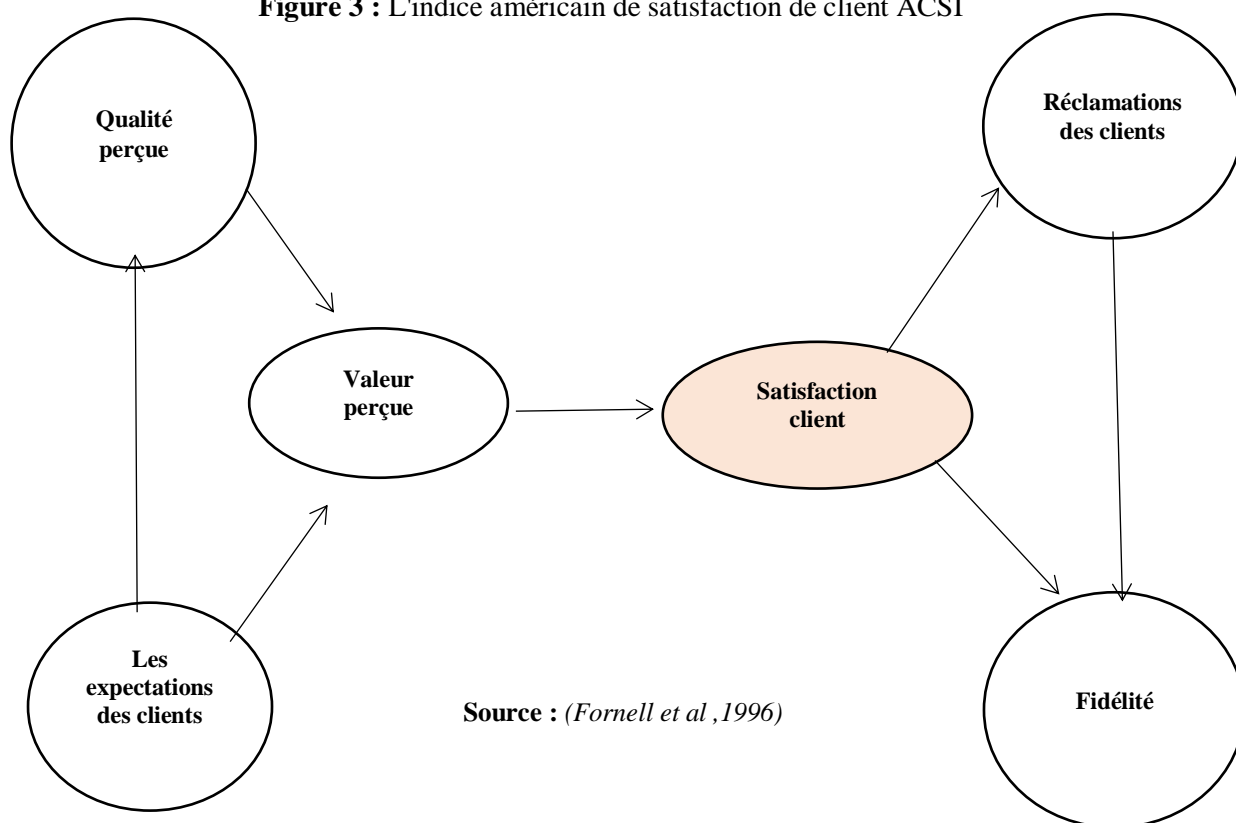 Figure 3 : L'indice américain de satisfaction de client ACSI
Qualité
perçue
Réclamations
des clients
Valeur
perçue
Satisfaction
client
Les
expectations
des clients
Source : (Fornell et al ,1996)
Fidélité